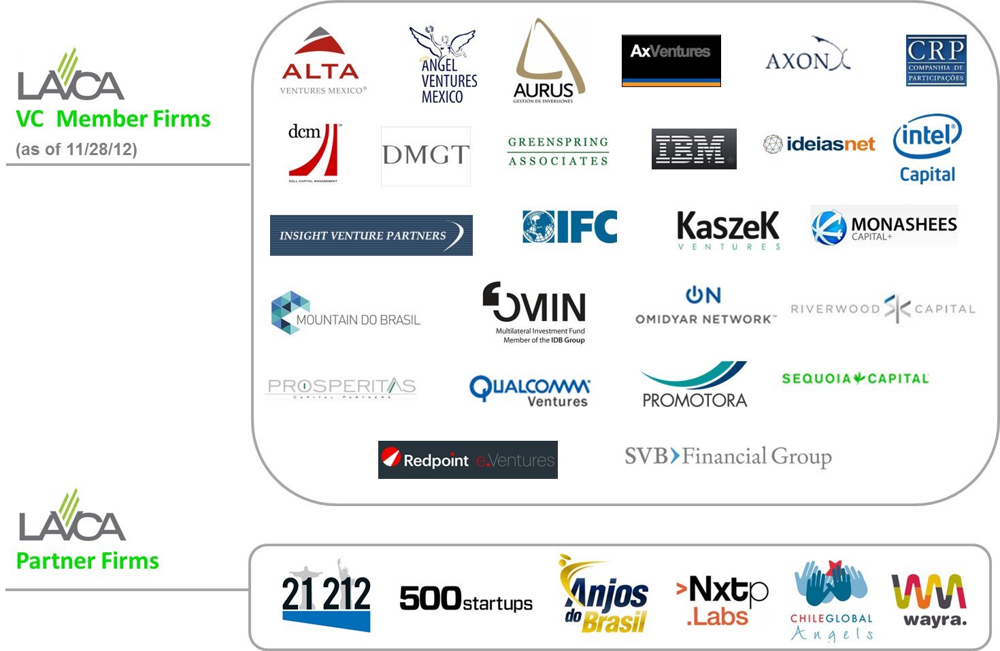 LAVCA
VC Member Firms
(as of 11/28/12)
ALTA
VENTURES MEXICO®
ANGEL
VENTURES
MEXICO
AURUS
GESTIÓN DE INVERSIONES
AxVentures
AXON
CRP
COMPANHIA DE
PARTICIPAÇÕES
dcm℠
DOLL CAPITAL MANAGEMENT
DMGT
GREENSPRING
ASSOCIATES
IBM®
ideiasnet
intel®
Capital
INSIGHT VENTURE PARTNERS
IFC
KaszeK
VENTURES
MONASHEES
CAPITAL+
MOUNTAIN DO BRASIL
OMIN
Multilateral Investment Fund
Member of the IDB Group
ON
OMIDYAR NETWORK™
RIVERWOOD CAPITAL
PROSPERITAS
CAPITAL PARTNERS
QUALCOMM®
Ventures
PROMOTORA
SEQUOIA CAPITAL
Redpoint e.Ventures
SVB Financial Group
LAVCA
Partner Firms
21 212
500startups
Anjos
do Brasil
>Nxtp
.Labs
CHILEGLOBAL
Angels
wayra.